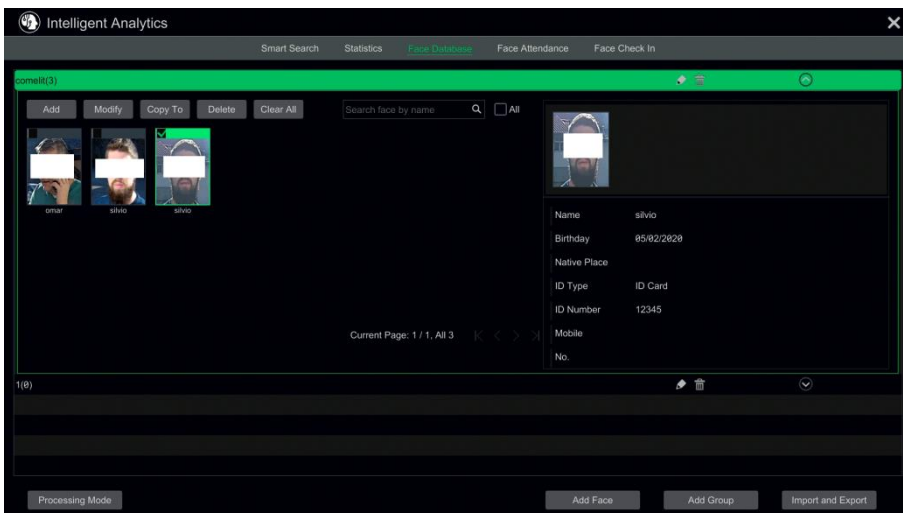 Intelligent Analytics
Smart Search Statistics Face Database Face Attendance Face Check In
comelit(3)
Add Modify Copy To Delete Clear All Search face by name All
omar silvio silvio
Name silvio
Birthday 05/02/2020
Native Place
ID Type ID Card
ID Number 12345
Current Page: 1 / 1, All 3
Mobile
No.
1(0)
Processing Mode Add Face Add Group Import and Export